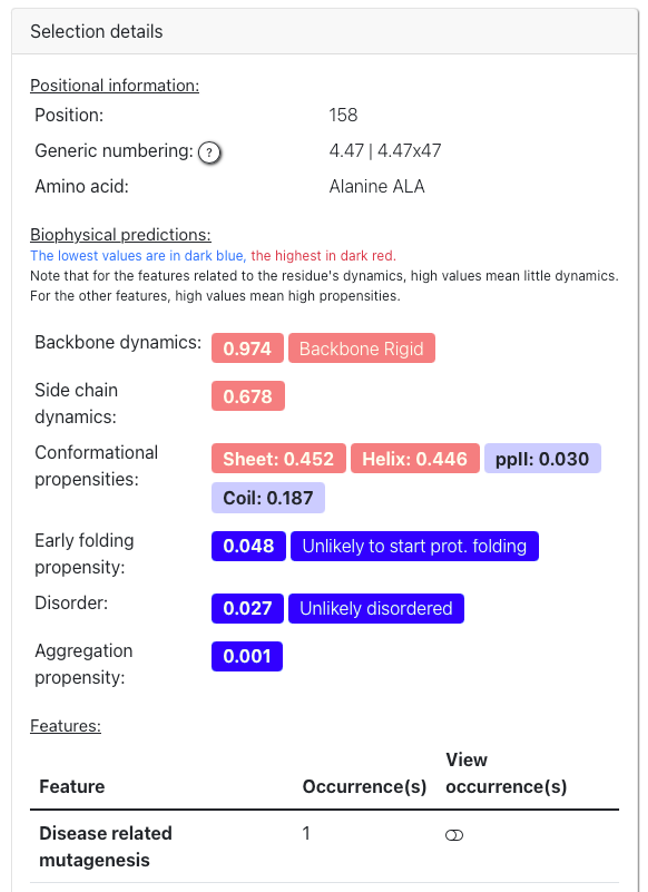 Selection details
Positional information:
Position: 158
Generic numbering: ? 4.47 | 4.47x47
Amino acid: Alanine ALA
Biophysical predictions:
The lowest values are in dark blue, the highest in dark red.
Note that for the features related to the residue's dynamics, high values mean little dynamics.
For the other features, high values mean high propensities.
Backbone dynamics: 0.974 Backbone Rigid
Side chain
dynamics: 0.678
Conformational
propensities: Sheet: 0.452 Helix: 0.446 ppII: 0.030
Coil: 0.187
Early folding
propensity: 0.048 Unlikely to start prot. folding
Disorder: 0.027 Unlikely disordered
Aggregation
propensity: 0.001
Features:
Feature Occurrence(s) View
occurrence(s)
Disease related
mutagenesis 1